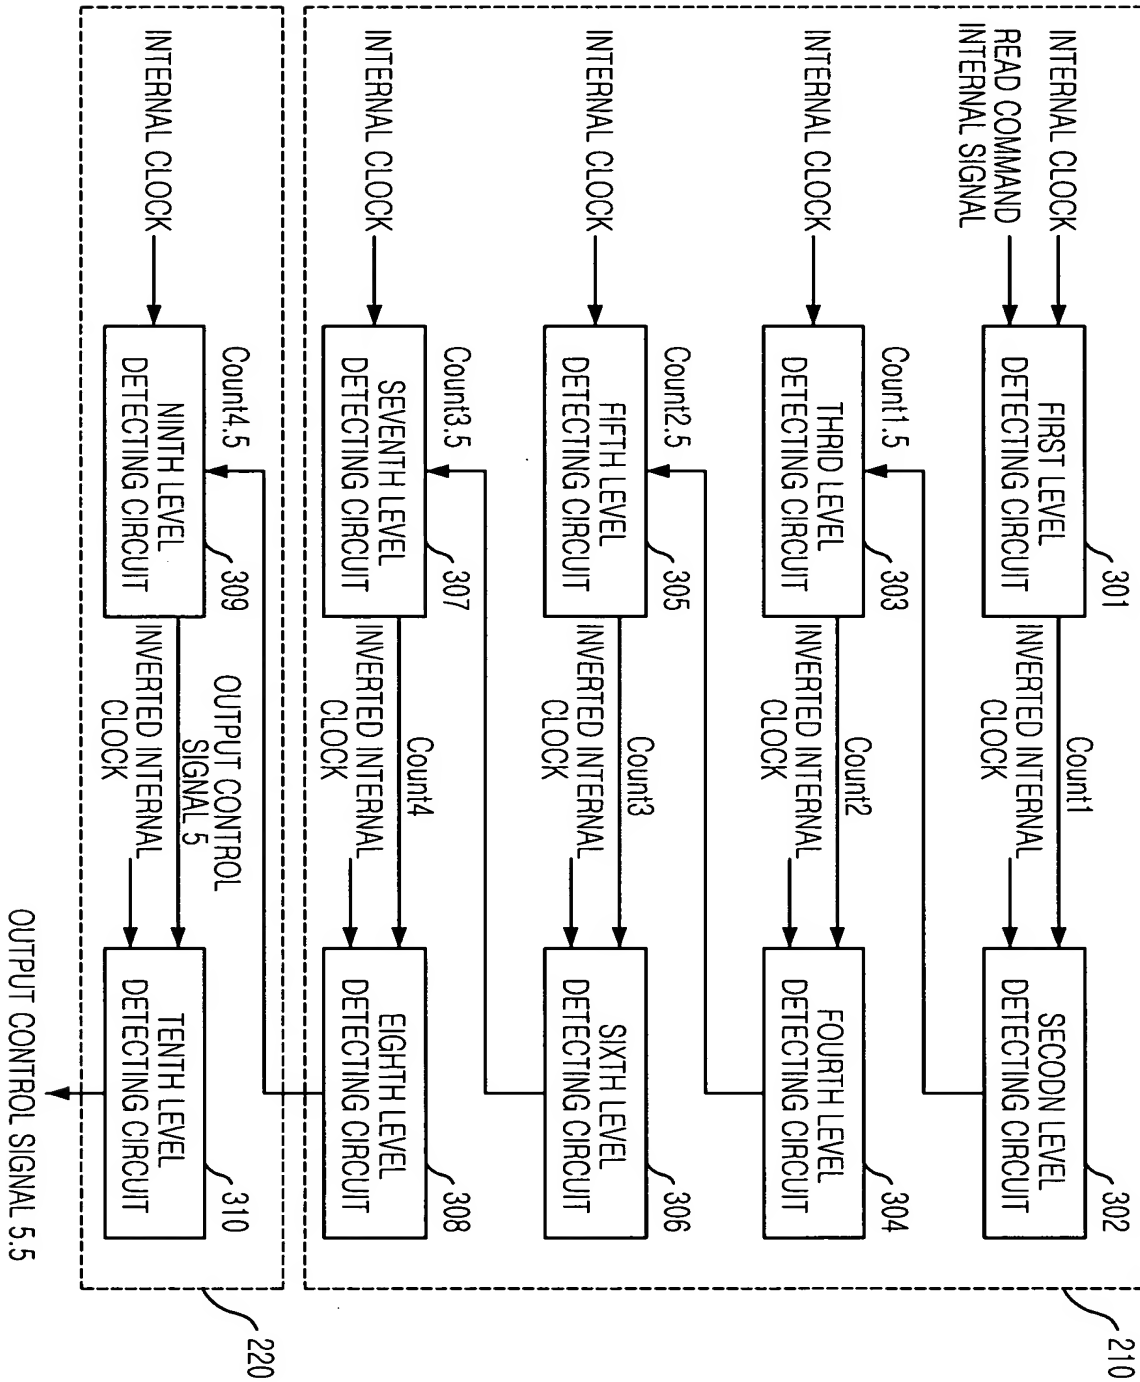 INTERNAL CLOCK
READ COMMAND
INTERNAL SIGNAL
FIRST LEVEL
DETECTING CIRCUIT
301
Count1
INVERTED INTERNAL
CLOCK
SECODN LEVEL
DETECTING CIRCUIT
302
INTERNAL CLOCK
Count1.5
THRID LEVEL
DETECTING CIRCUIT
303
Count2
INVERTED INTERNAL
CLOCK
FOURTH LEVEL
DETECTING CIRCUIT
304
INTERNAL CLOCK
Count2.5
FIFTH LEVEL
DETECTING CIRCUIT
305
Count3
INVERTED INTERNAL
CLOCK
SIXTH LEVEL
DETECTING CIRCUIT
306
INTERNAL CLOCK
Count3.5
SEVENTH LEVEL
DETECTING CIRCUIT
307
Count4
INVERTED INTERNAL
CLOCK
EIGHTH LEVEL
DETECTING CIRCUIT
308
210
INTERNAL CLOCK
Count4.5
NINTH LEVEL
DETECTING CIRCUIT
309
OUTPUT CONTROL
SIGNAL 5
INVERTED INTERNAL
CLOCK
TENTH LEVEL
DETECTING CIRCUIT
310
220
OUTPUT CONTROL SIGNAL 5.5